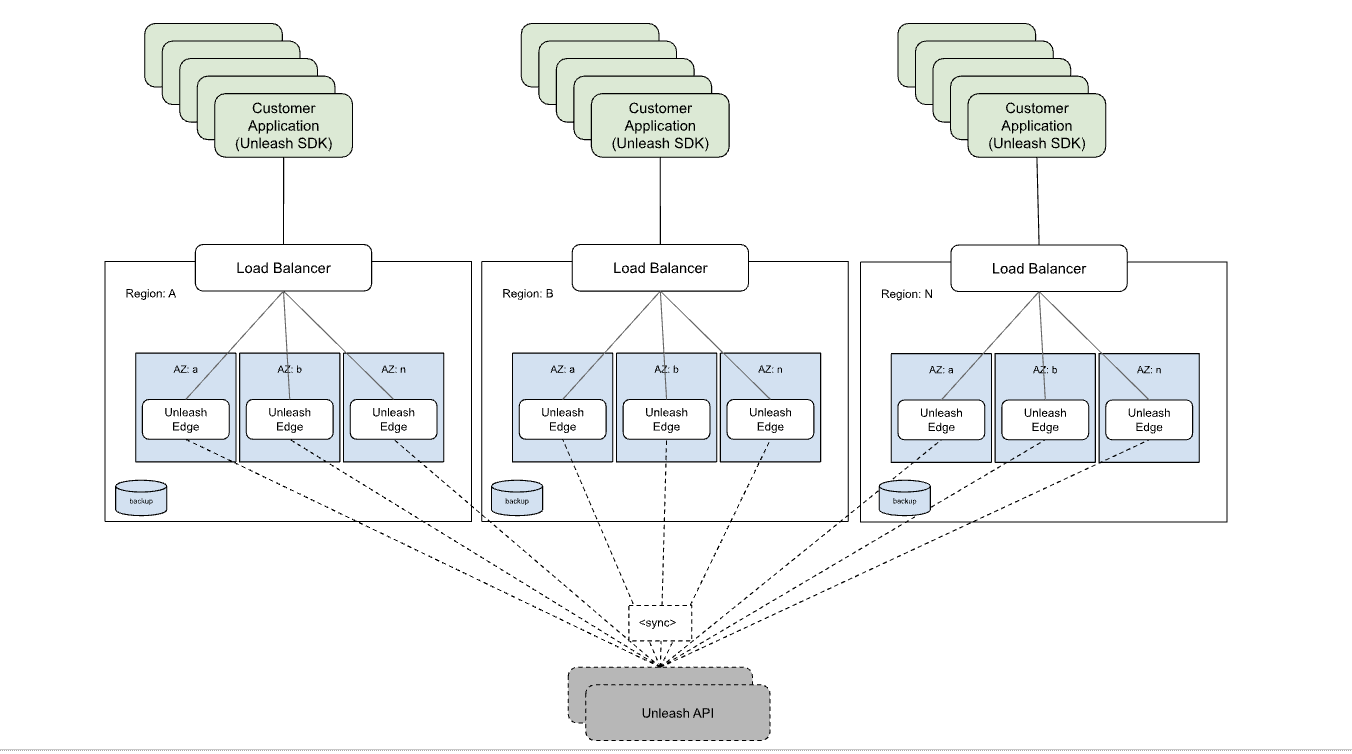 Customer
Application
(Unleash SDK)
Customer
Application
(Unleash SDK)
Customer
Application
(Unleash SDK)
Load Balancer
Load Balancer
Load Balancer
Region: A
Region: B
Region: N
AZ: a
AZ: b
AZ: n
AZ: a
AZ: b
AZ: n
AZ: a
AZ: b
AZ: n
Unleash
Edge
Unleash
Edge
Unleash
Edge
Unleash
Edge
Unleash
Edge
Unleash
Edge
Unleash
Edge
Unleash
Edge
Unleash
Edge
backup
backup
backup
<sync>
Unleash API